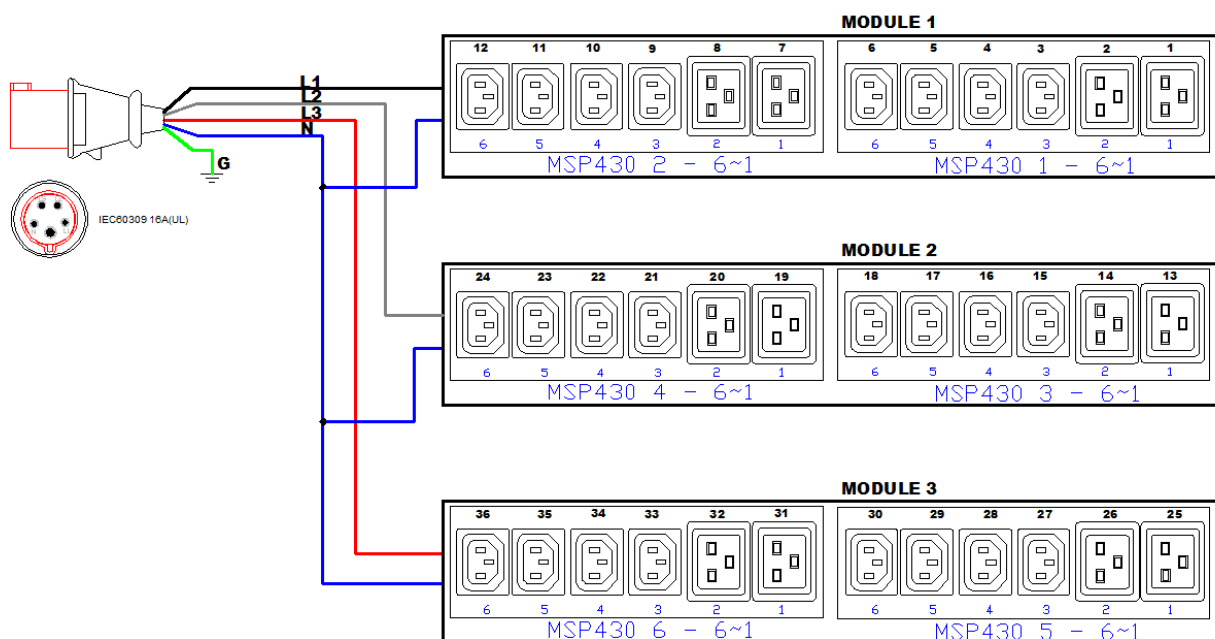 MODULE 1
12 11 10 9 8 7 6 5 4 3 2 1
6 5 4 3 2 1 6 5 4 3 2 1
MSP430 2 - 6~1 MSP430 1 - 6~1
L1
L2
L3
N
G
IEC60309 16A(UL)
MODULE 2
24 23 22 21 20 19 18 17 16 15 14 13
6 5 4 3 2 1 6 5 4 3 2 1
MSP430 4 - 6~1 MSP430 3 - 6~1
MODULE 3
36 35 34 33 32 31 30 29 28 27 26 25
6 5 4 3 2 1 6 5 4 3 2 1
MSP430 6 - 6~1 MSP430 5 - 6~1